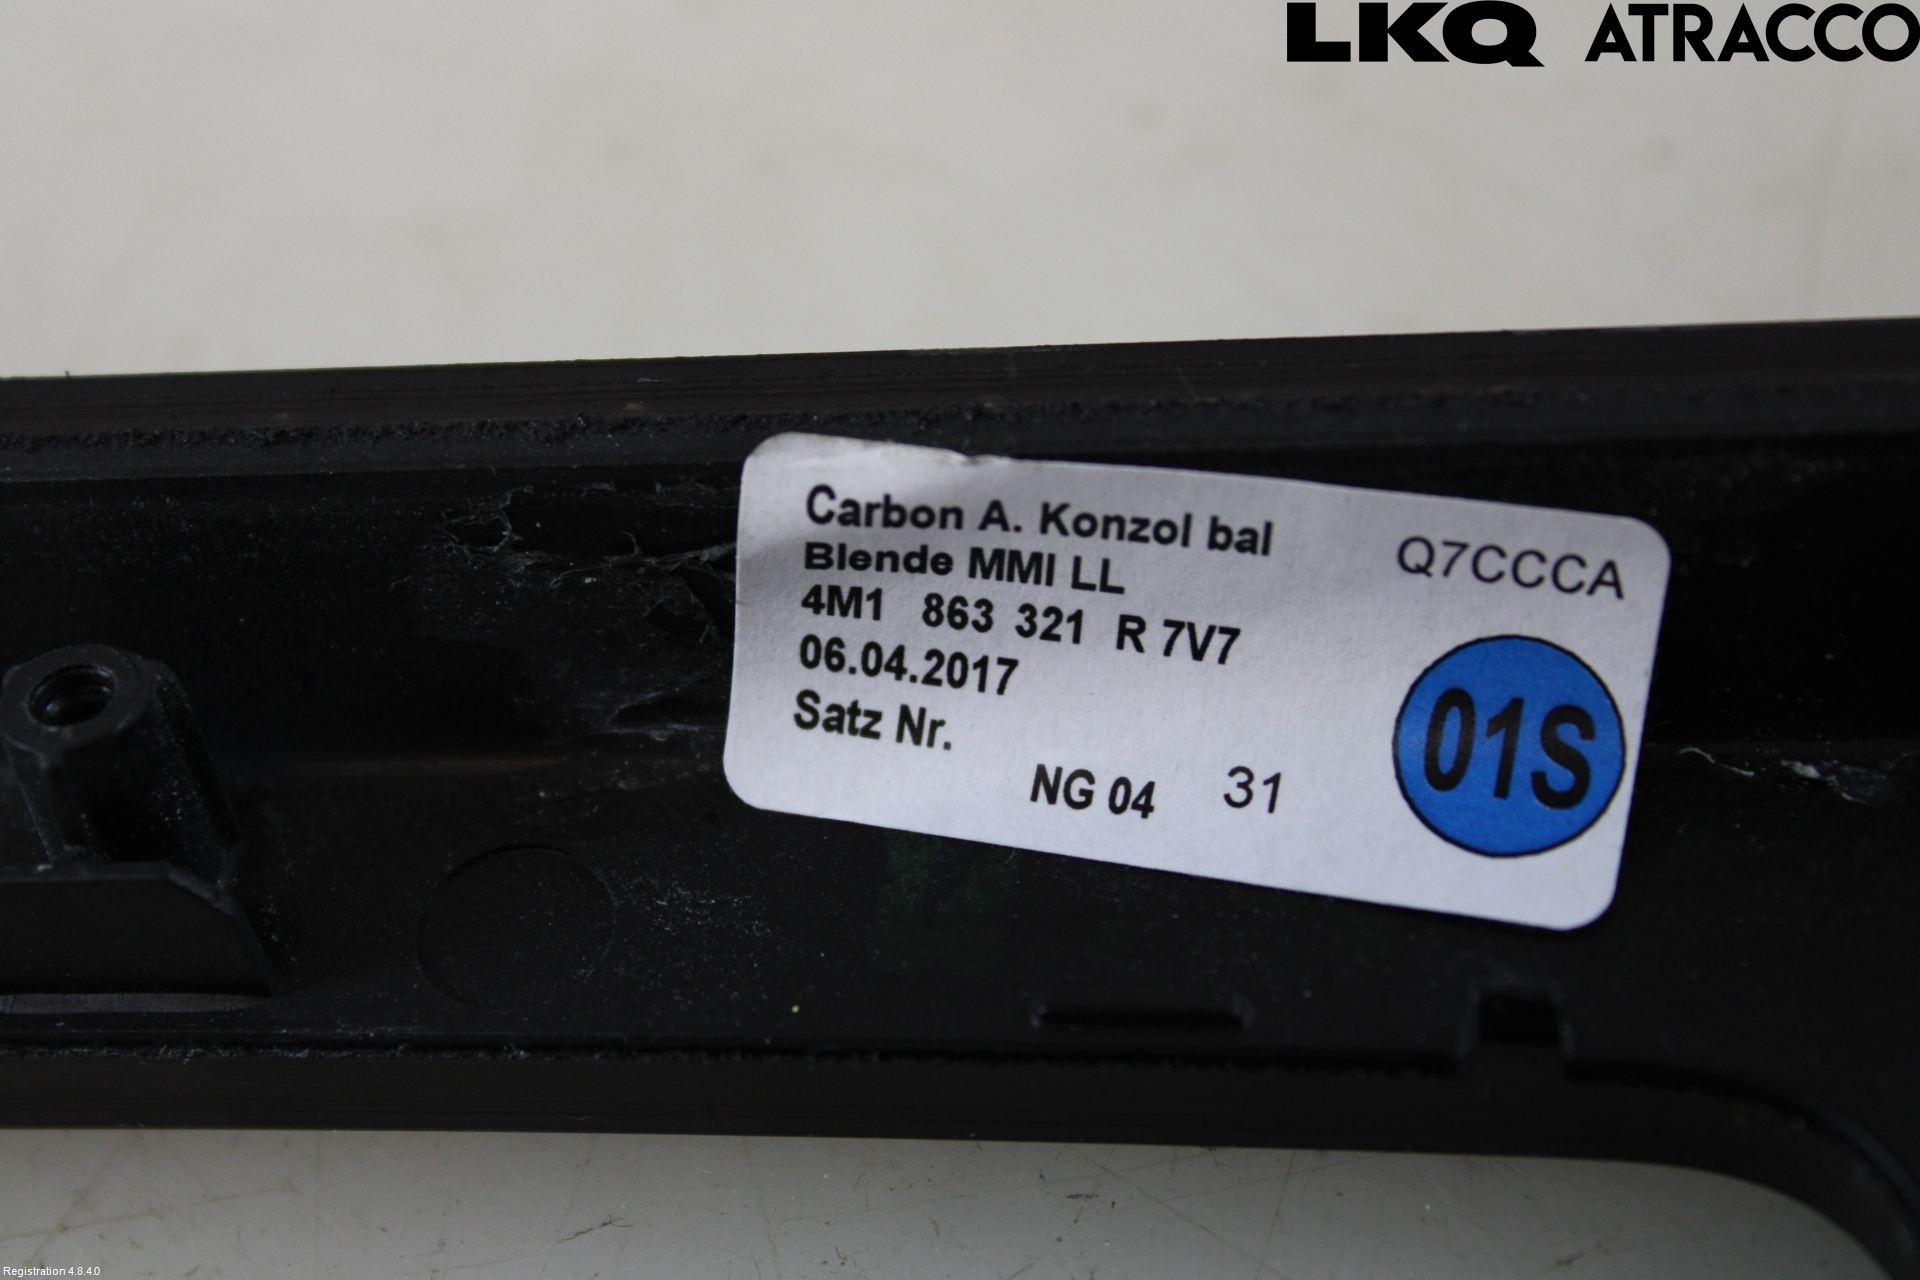 LKQ ATRACCO
Carbon A. Konzol bal
Q7CCCA
Blende MMI LL
4M1 863 321 R 7V7
06.04.2017
Satz Nr.
NG 04 31
01S
Registration 4.8.4.0